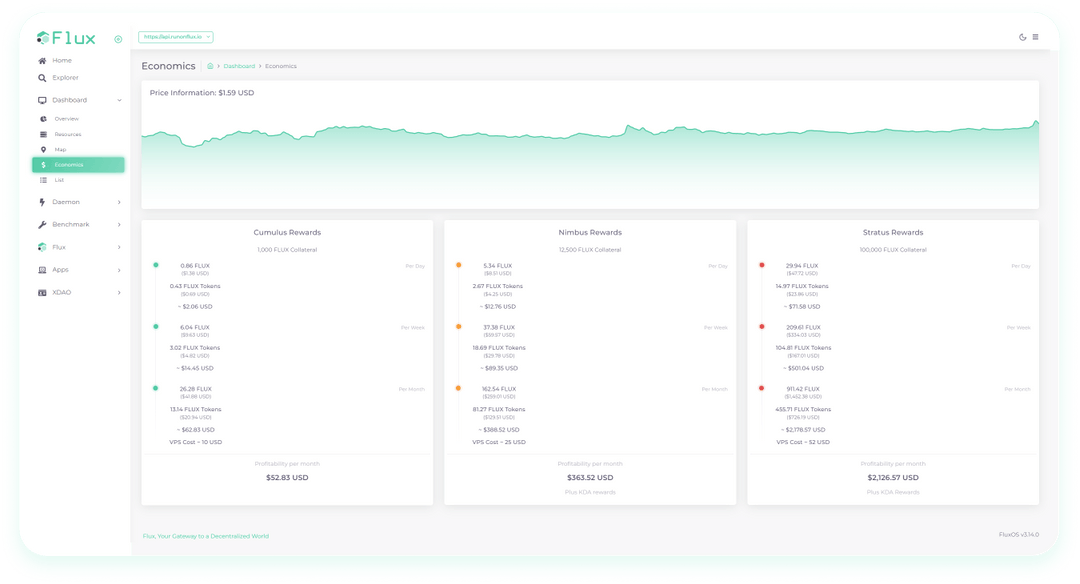 Flux
https://api.runonflux.io
Home
Explorer
Dashboard
Overview
Resources
Map
Economics
List
Daemon
Benchmark
Flux
Apps
XDAO
Economics
Dashboard > Economics
Price Information: $1.59 USD
Cumulus Rewards
1,000 FLUX Collateral
0.86 FLUX
Per Day
($1.38 USD)
0.43 FLUX Tokens
($0.69 USD)
~ $2.06 USD
6.04 FLUX
Per Week
($9.63 USD)
3.02 FLUX Tokens
($4.82 USD)
~ $14.45 USD
26.28 FLUX
Per Month
($41.88 USD)
13.14 FLUX Tokens
($20.94 USD)
~ $62.83 USD
VPS Cost ~ 10 USD
Profitability per month
$52.83 USD
Nimbus Rewards
12,500 FLUX Collateral
5.34 FLUX
Per Day
($8.51 USD)
2.67 FLUX Tokens
($4.25 USD)
~ $12.76 USD
37.38 FLUX
Per Week
($59.57 USD)
18.69 FLUX Tokens
($29.78 USD)
~ $89.35 USD
162.54 FLUX
Per Month
($259.01 USD)
81.27 FLUX Tokens
($129.51 USD)
~ $388.52 USD
VPS Cost ~ 25 USD
Profitability per month
$363.52 USD
Plus KDA rewards
Stratus Rewards
100,000 FLUX Collateral
29.94 FLUX
Per Day
($47.72 USD)
14.97 FLUX Tokens
($23.86 USD)
~ $71.58 USD
209.61 FLUX
Per Week
($334.03 USD)
104.81 FLUX Tokens
($167.01 USD)
~ $501.04 USD
911.42 FLUX
Per Month
($1,452.38 USD)
455.71 FLUX Tokens
($726.19 USD)
~ $2,178.57 USD
VPS Cost ~ 52 USD
Profitability per month
$2,126.57 USD
Plus KDA Rewards
Flux, Your Gateway to a Decentralized World
FluxOS v3.14.0